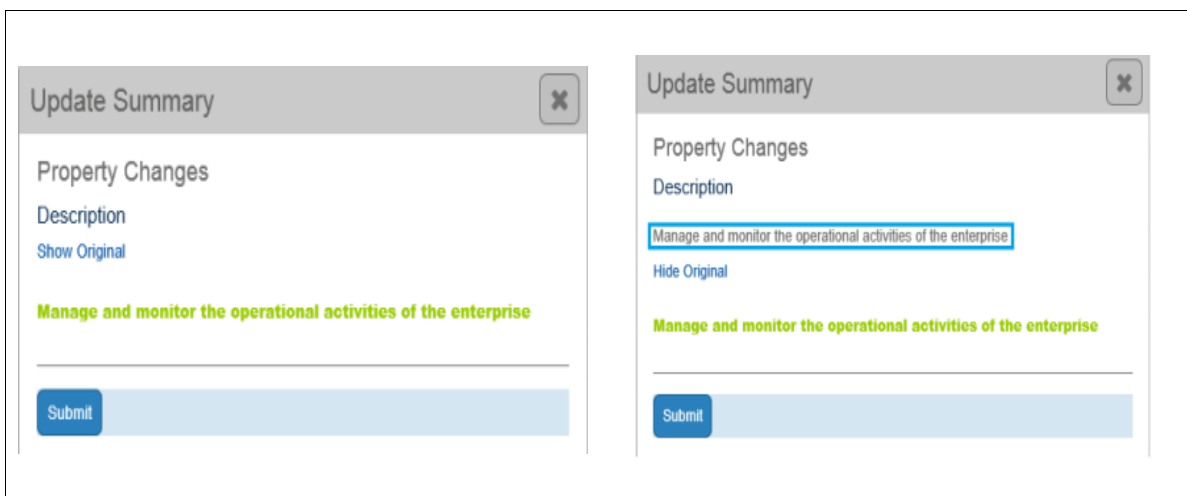 Update Summary
Property Changes
Description
Show Original
Manage and monitor the operational activities of the enterprise
Submit
Update Summary
Property Changes
Description
Manage and monitor the operational activities of the enterprise
Hide Original
Manage and monitor the operational activities of the enterprise
Submit